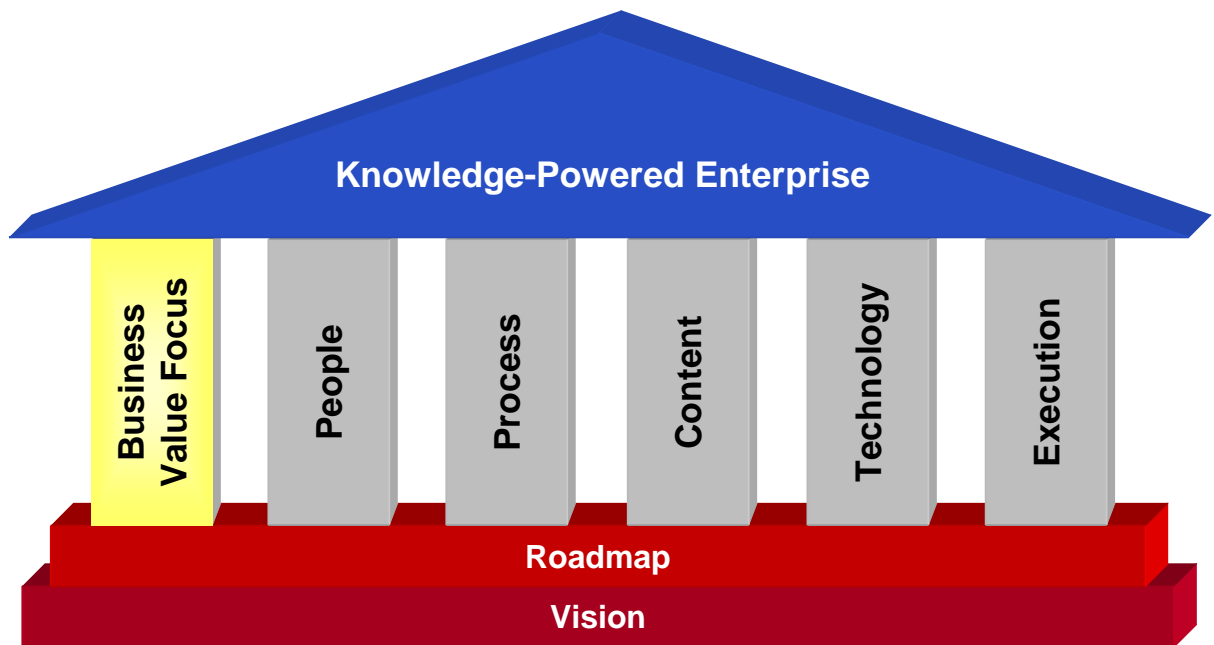 Knowledge-Powered Enterprise
Business
Value Focus
People
Process
Content
Technology
Execution
Roadmap
Vision